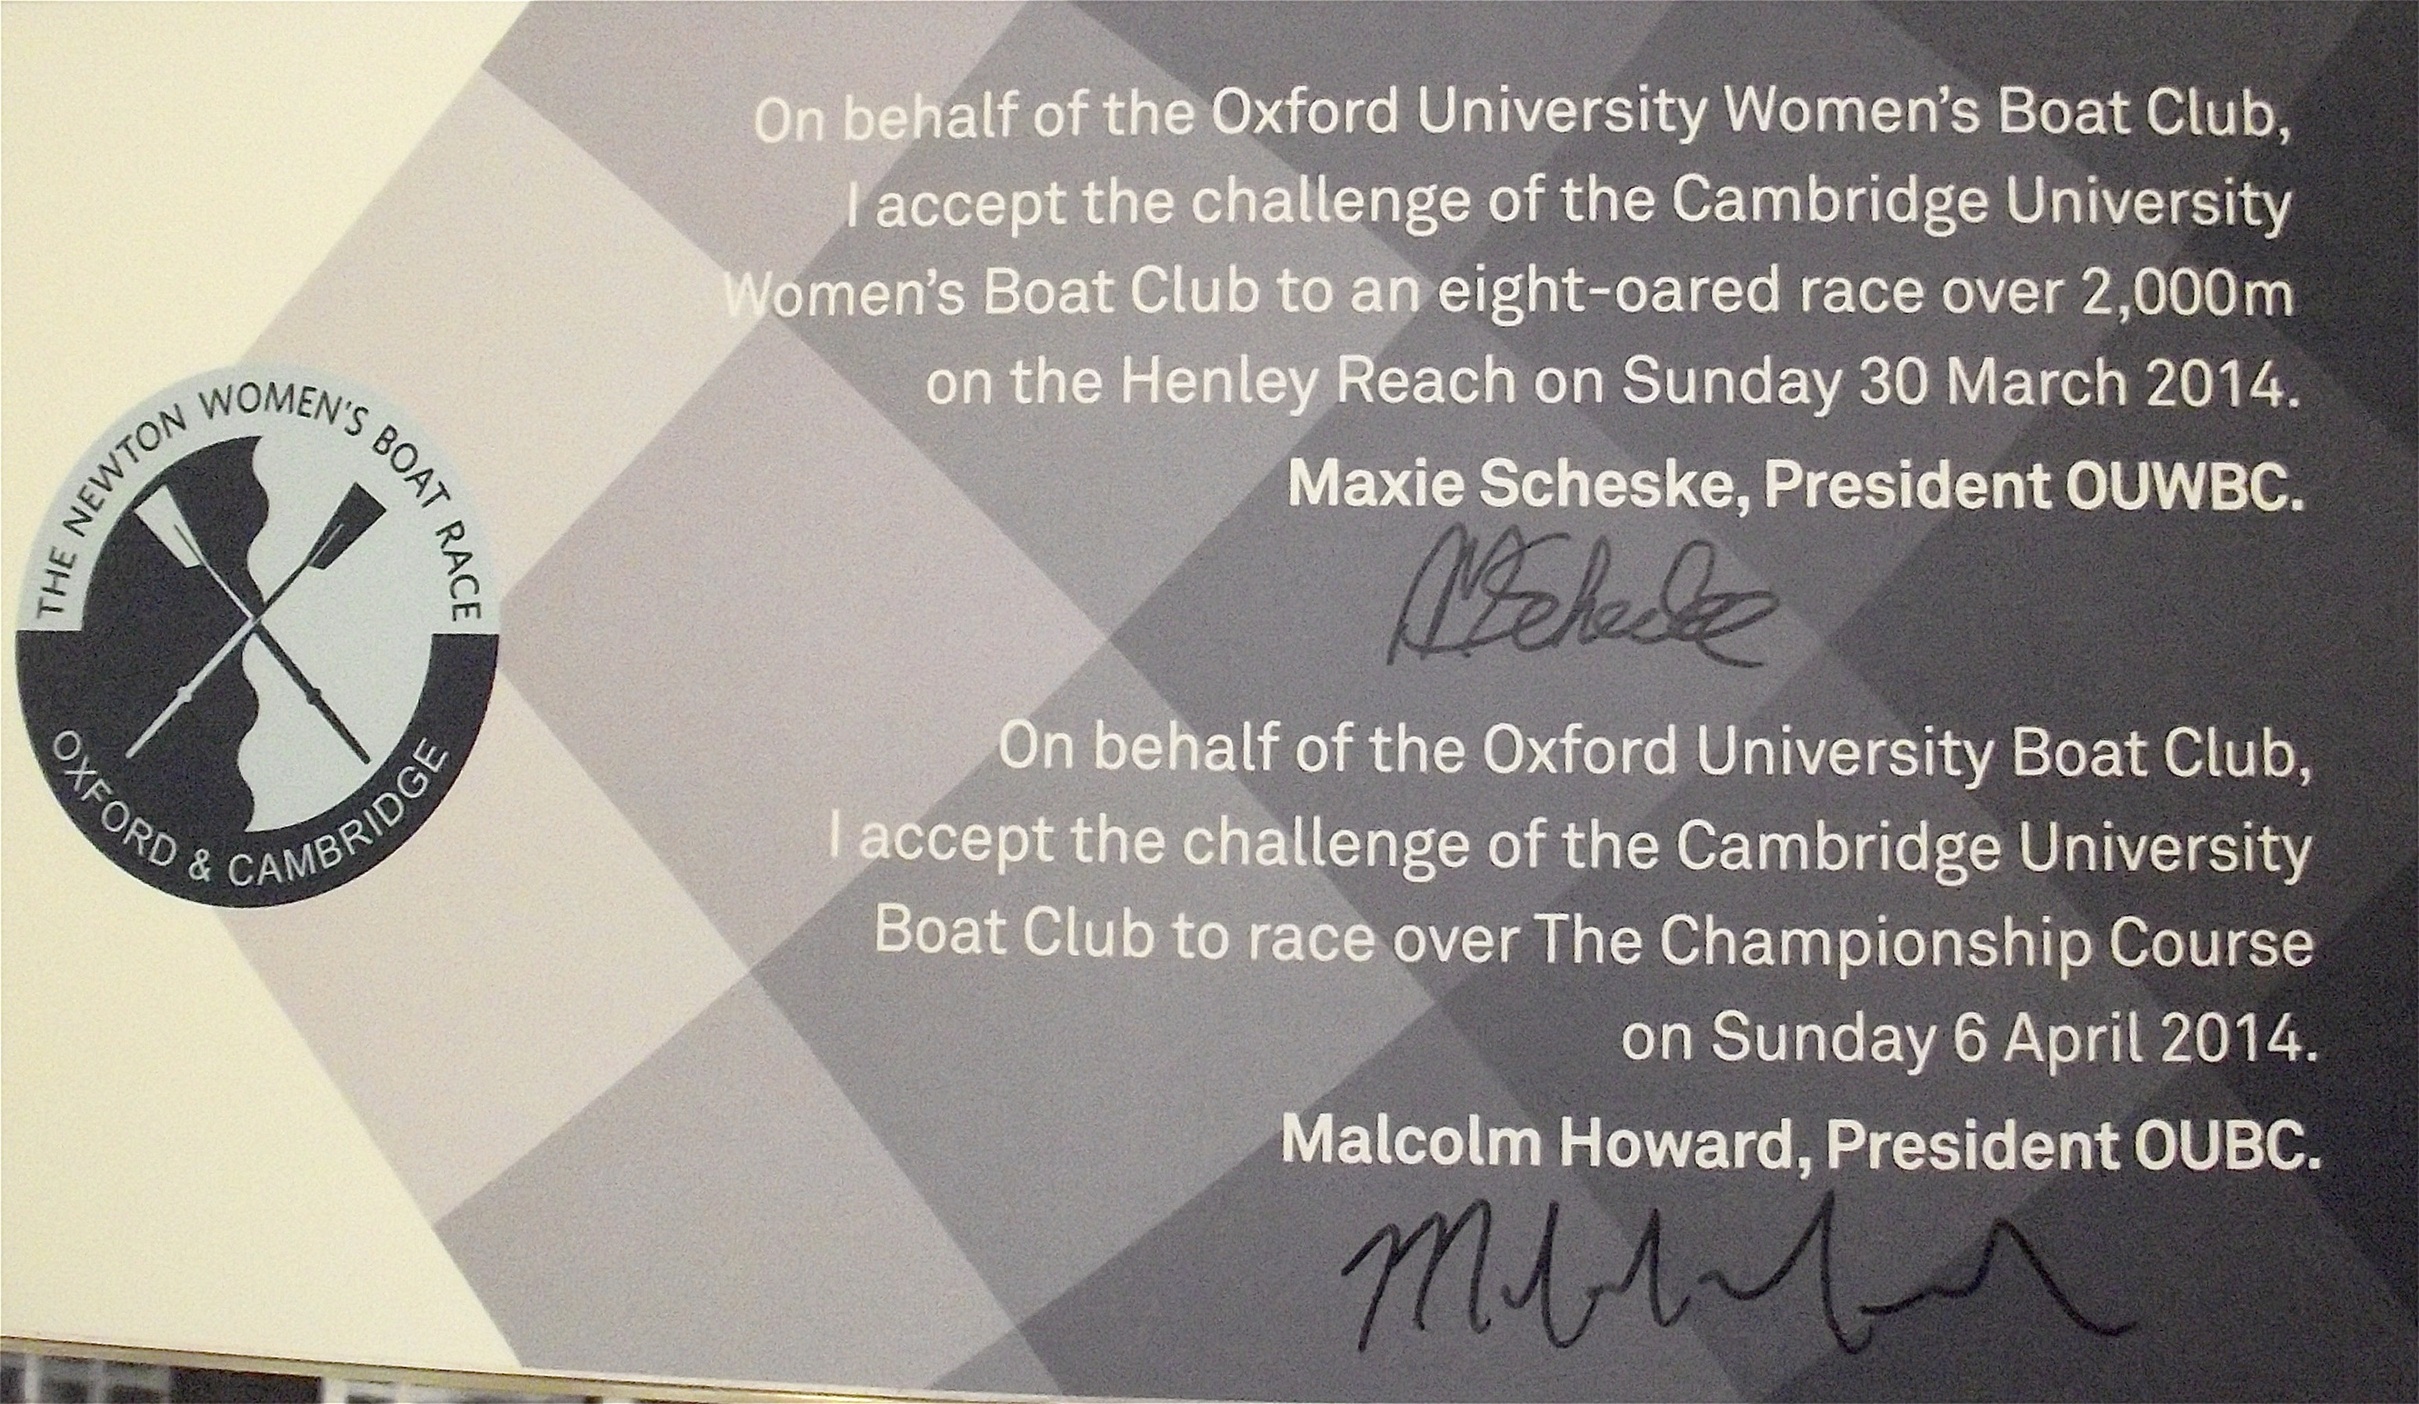 On behalf of the Oxford University Women's Boat Club,
I accept the challenge of the Cambridge University
Women's Boat Club to an eight-oared race over 2,000m
on the Henley Reach on Sunday 30 March 2014.
Maxie Scheske, President OUWBC.
THE NEWTON WOMEN'S BOAT RACE
OXFORD & CAMBRIDGE
On behalf of the Oxford University Boat Club,
I accept the challenge of the Cambridge University
Boat Club to race over The Championship Course
on Sunday 6 April 2014.
Malcolm Howard, President OUBC.